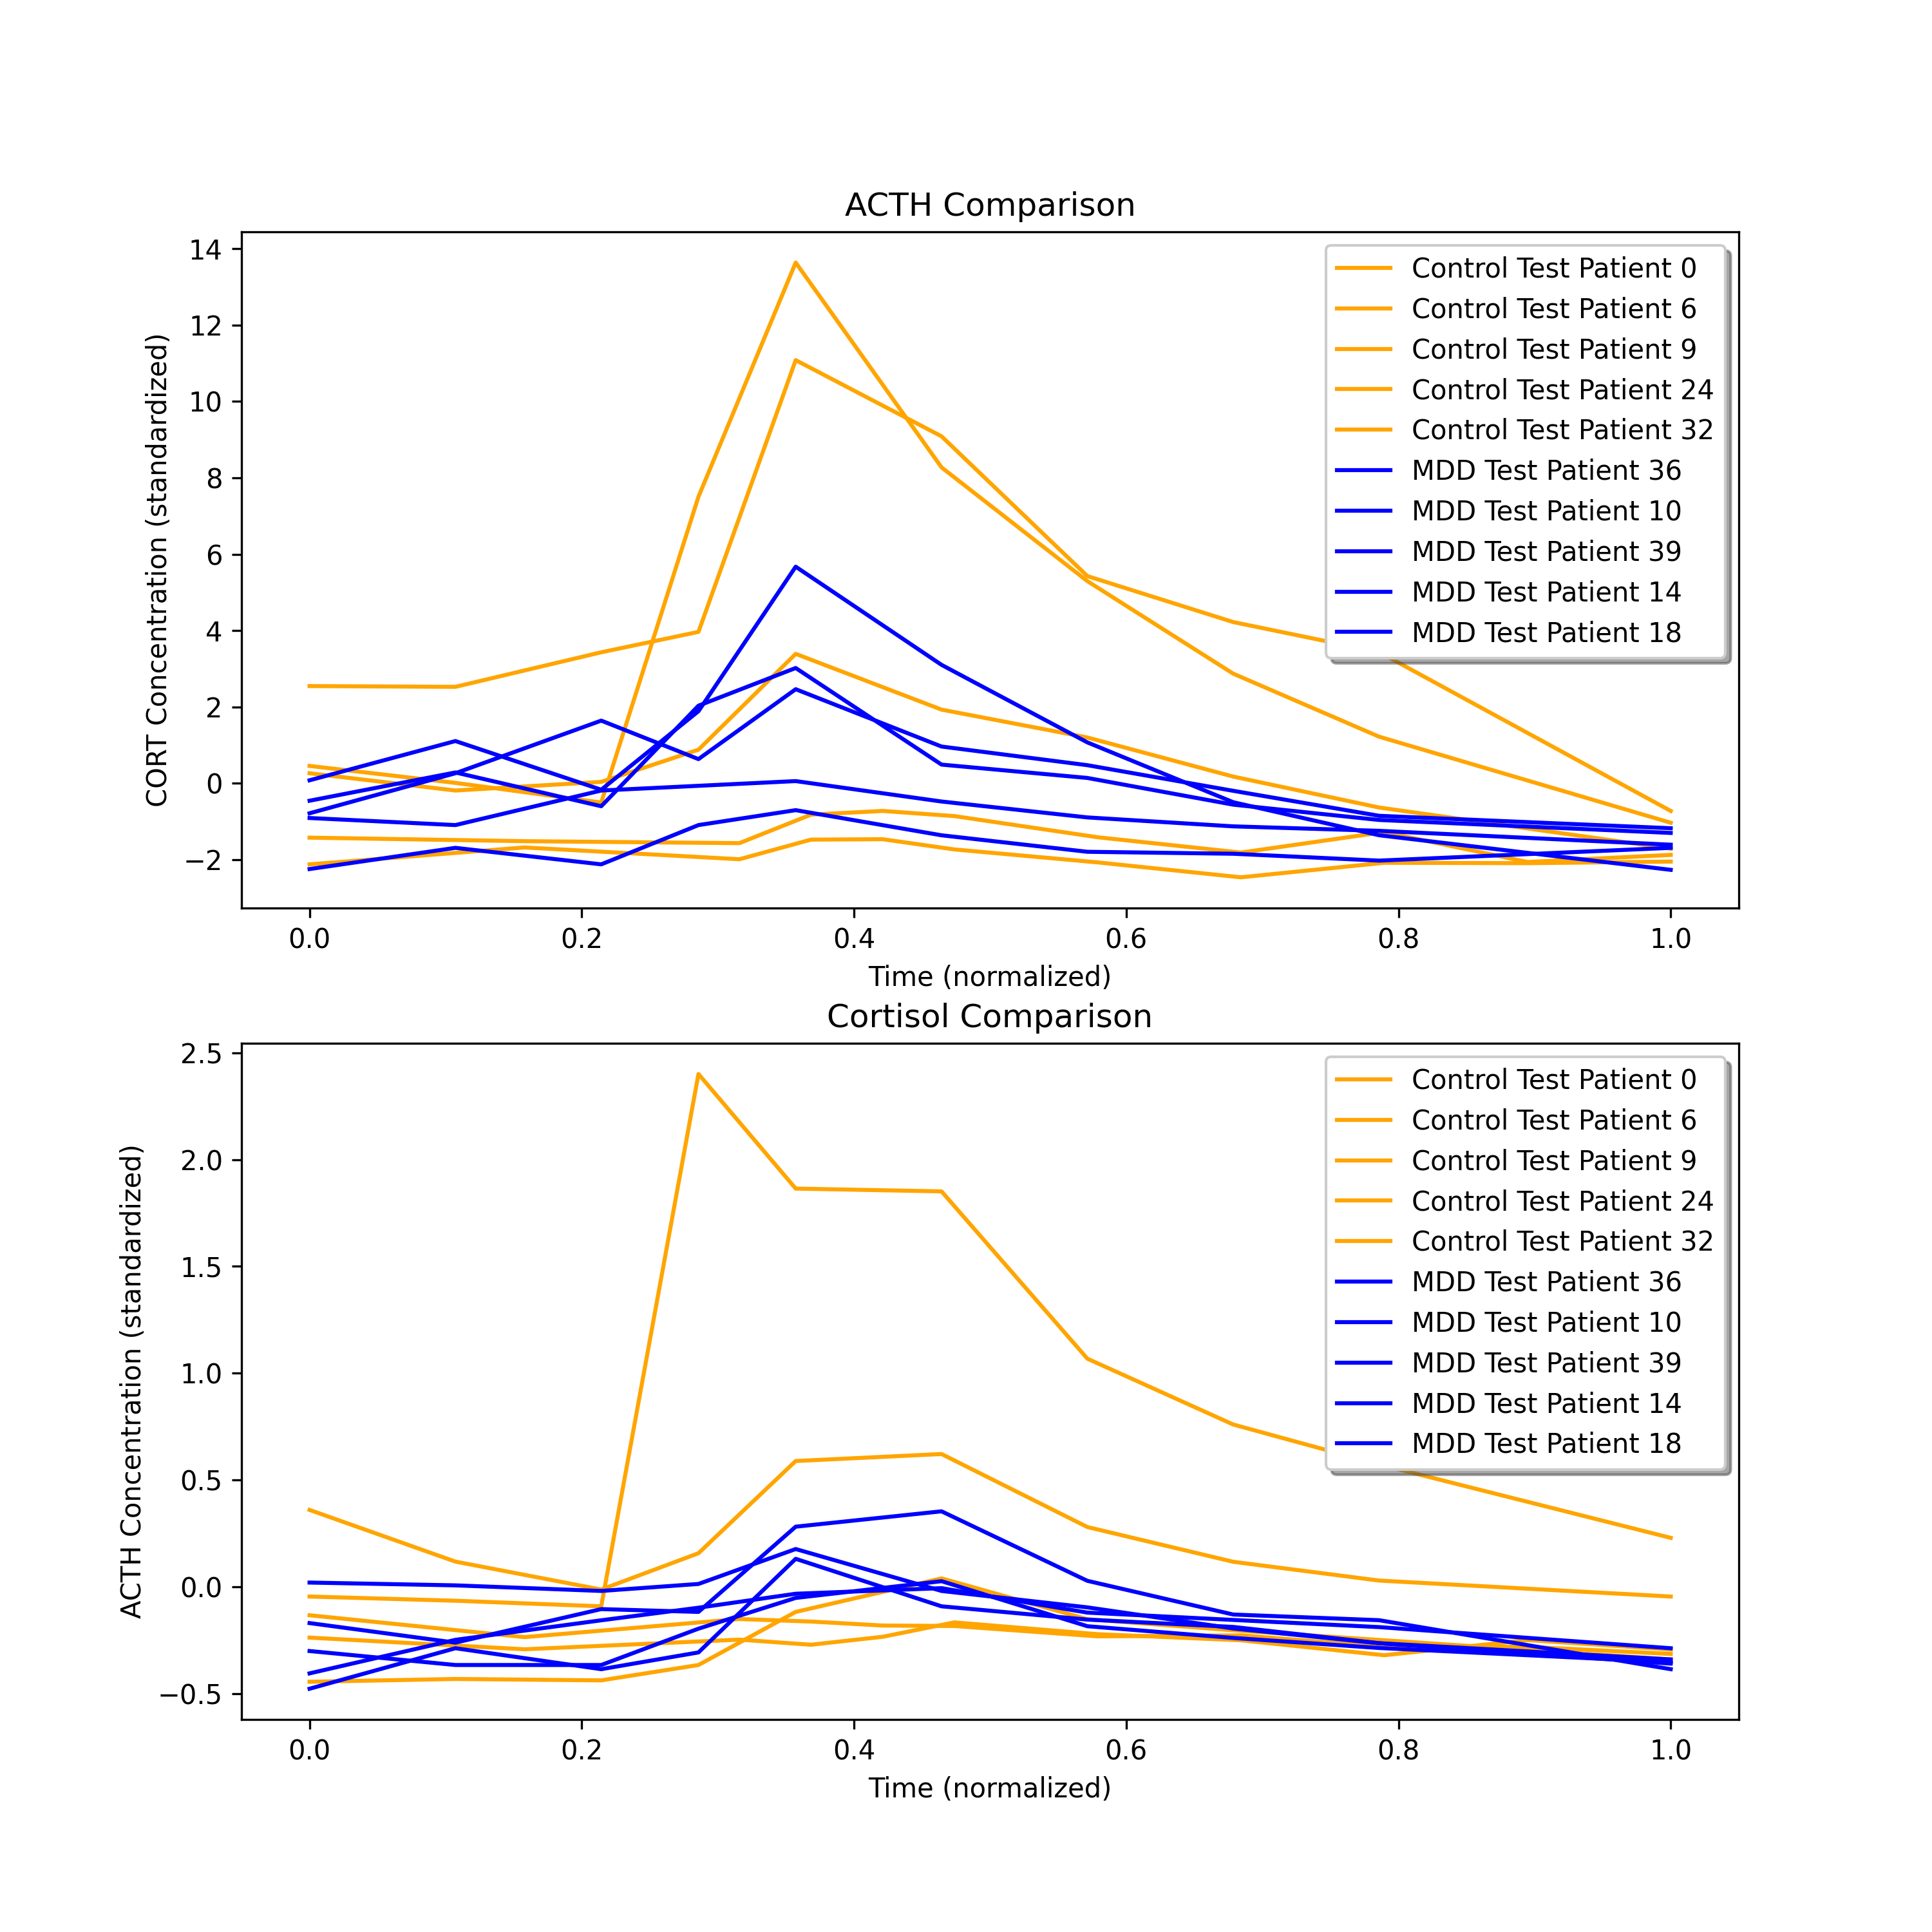 ACTH Comparison
14
12
10
8
6
4
2
0
−2
CORT Concentration (standardized)
Control Test Patient 0
Control Test Patient 6
Control Test Patient 9
Control Test Patient 24
Control Test Patient 32
MDD Test Patient 36
MDD Test Patient 10
MDD Test Patient 39
MDD Test Patient 14
MDD Test Patient 18
0.0 0.2 0.4 0.6 0.8 1.0
Time (normalized)
Cortisol Comparison
2.5
2.0
1.5
1.0
0.5
0.0
−0.5
ACTH Concentration (standardized)
Control Test Patient 0
Control Test Patient 6
Control Test Patient 9
Control Test Patient 24
Control Test Patient 32
MDD Test Patient 36
MDD Test Patient 10
MDD Test Patient 39
MDD Test Patient 14
MDD Test Patient 18
0.0 0.2 0.4 0.6 0.8 1.0
Time (normalized)